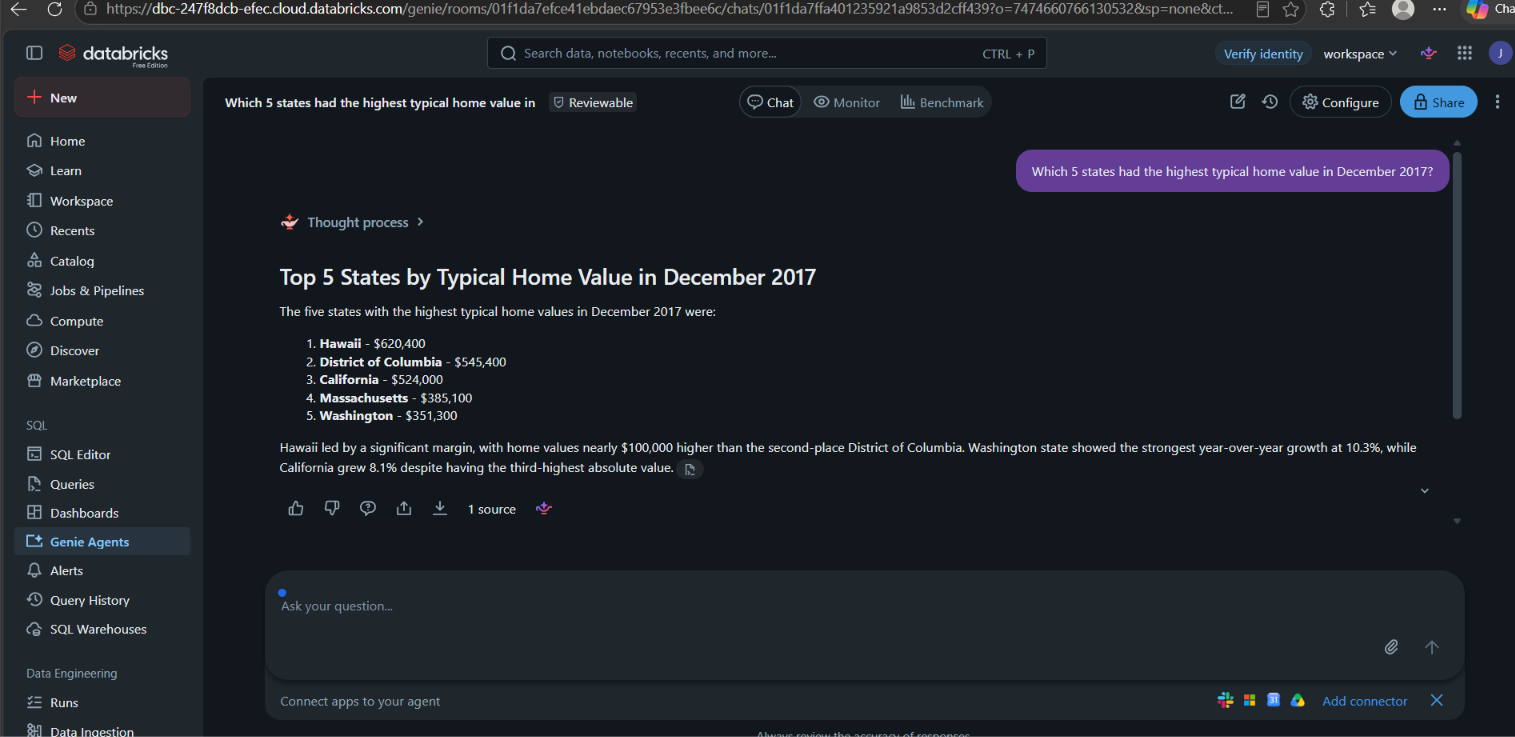 https://dbc-247f8dcb-efec.cloud.databricks.com/genie/rooms/01f1da7efce41ebdaec67953e3fbee6c/chats/01f1da7ffa401235921a9853d2cff439?o=7474660766130532&sp=none&ct...
Cha
databricks
Free Edition
Search data, notebooks, recents, and more...
CTRL + P
Verify identity
workspace
J
New
Which 5 states had the highest typical home value in
Reviewable
Chat
Monitor
Benchmark
Configure
Share
Home
Learn
Workspace
Recents
Catalog
Jobs & Pipelines
Compute
Discover
Marketplace
SQL
SQL Editor
Queries
Dashboards
Genie Agents
Alerts
Query History
SQL Warehouses
Data Engineering
Runs
Data Ingestion
Which 5 states had the highest typical home value in December 2017?
Thought process
Top 5 States by Typical Home Value in December 2017
The five states with the highest typical home values in December 2017 were:
1. Hawaii - $620,400
2. District of Columbia - $545,400
3. California - $524,000
4. Massachusetts - $385,100
5. Washington - $351,300
Hawaii led by a significant margin, with home values nearly $100,000 higher than the second-place District of Columbia. Washington state showed the strongest year-over-year growth at 10.3%, while
California grew 8.1% despite having the third-highest absolute value.
1 source
Ask your question...
Connect apps to your agent
31
Add connector
Always review the accuracy of responses.